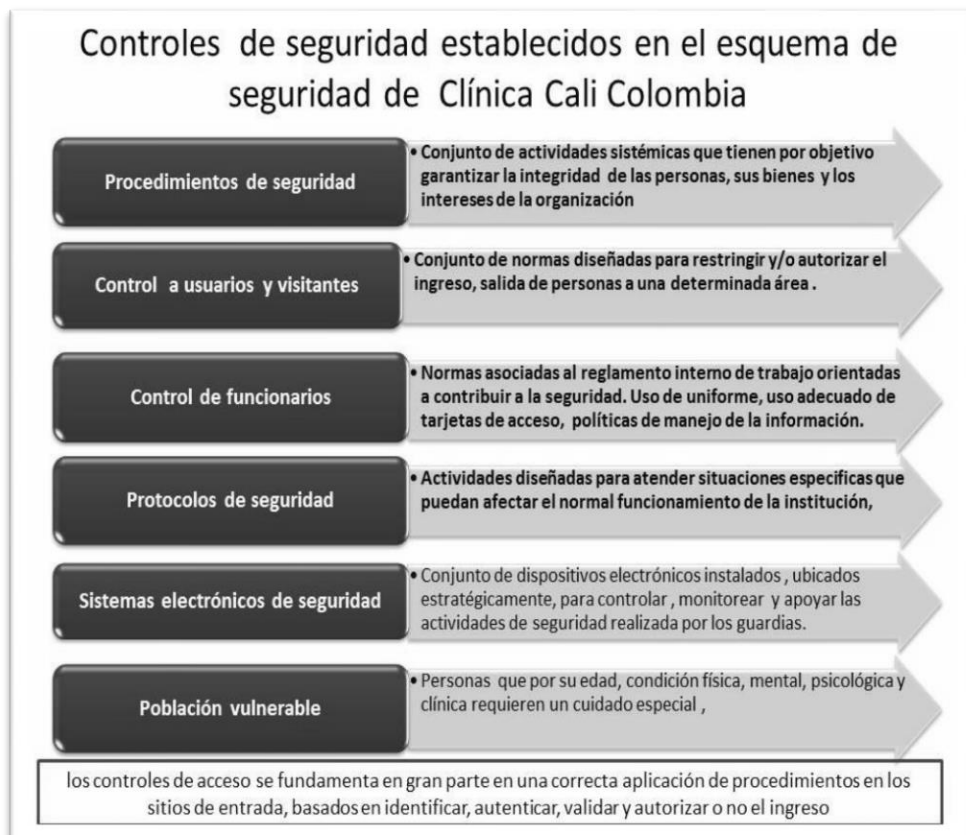 Controles de seguridad establecidos en el esquema de
seguridad de Clínica Cali Colombia
Procedimientos de seguridad
• Conjunto de actividades sistémicas que tienen por objetivo
garantizar la integridad de las personas, sus bienes y los
intereses de la organización
Control a usuarios y visitantes
• Conjunto de normas diseñadas para restringir y/o autorizar el
ingreso, salida de personas a una determinada área .
Control de funcionarios
• Normas asociadas al reglamento interno de trabajo orientadas
a contribuir a la seguridad. Uso de uniforme, uso adecuado de
tarjetas de acceso, políticas de manejo de la información.
Protocolos de seguridad
• Actividades diseñadas para atender situaciones especificas que
puedan afectar el normal funcionamiento de la institución,
Sistemas electrónicos de seguridad
• Conjunto de dispositivos electrónicos instalados , ubicados
estratégicamente, para controlar , monitorear y apoyar las
actividades de seguridad realizada por los guardias.
Población vulnerable
• Personas que por su edad, condición física, mental, psicológica y
clínica requieren un cuidado especial ,
los controles de acceso se fundamenta en gran parte en una correcta aplicación de procedimientos en los
sitios de entrada, basados en identificar, autenticar, validar y autorizar o no el ingreso